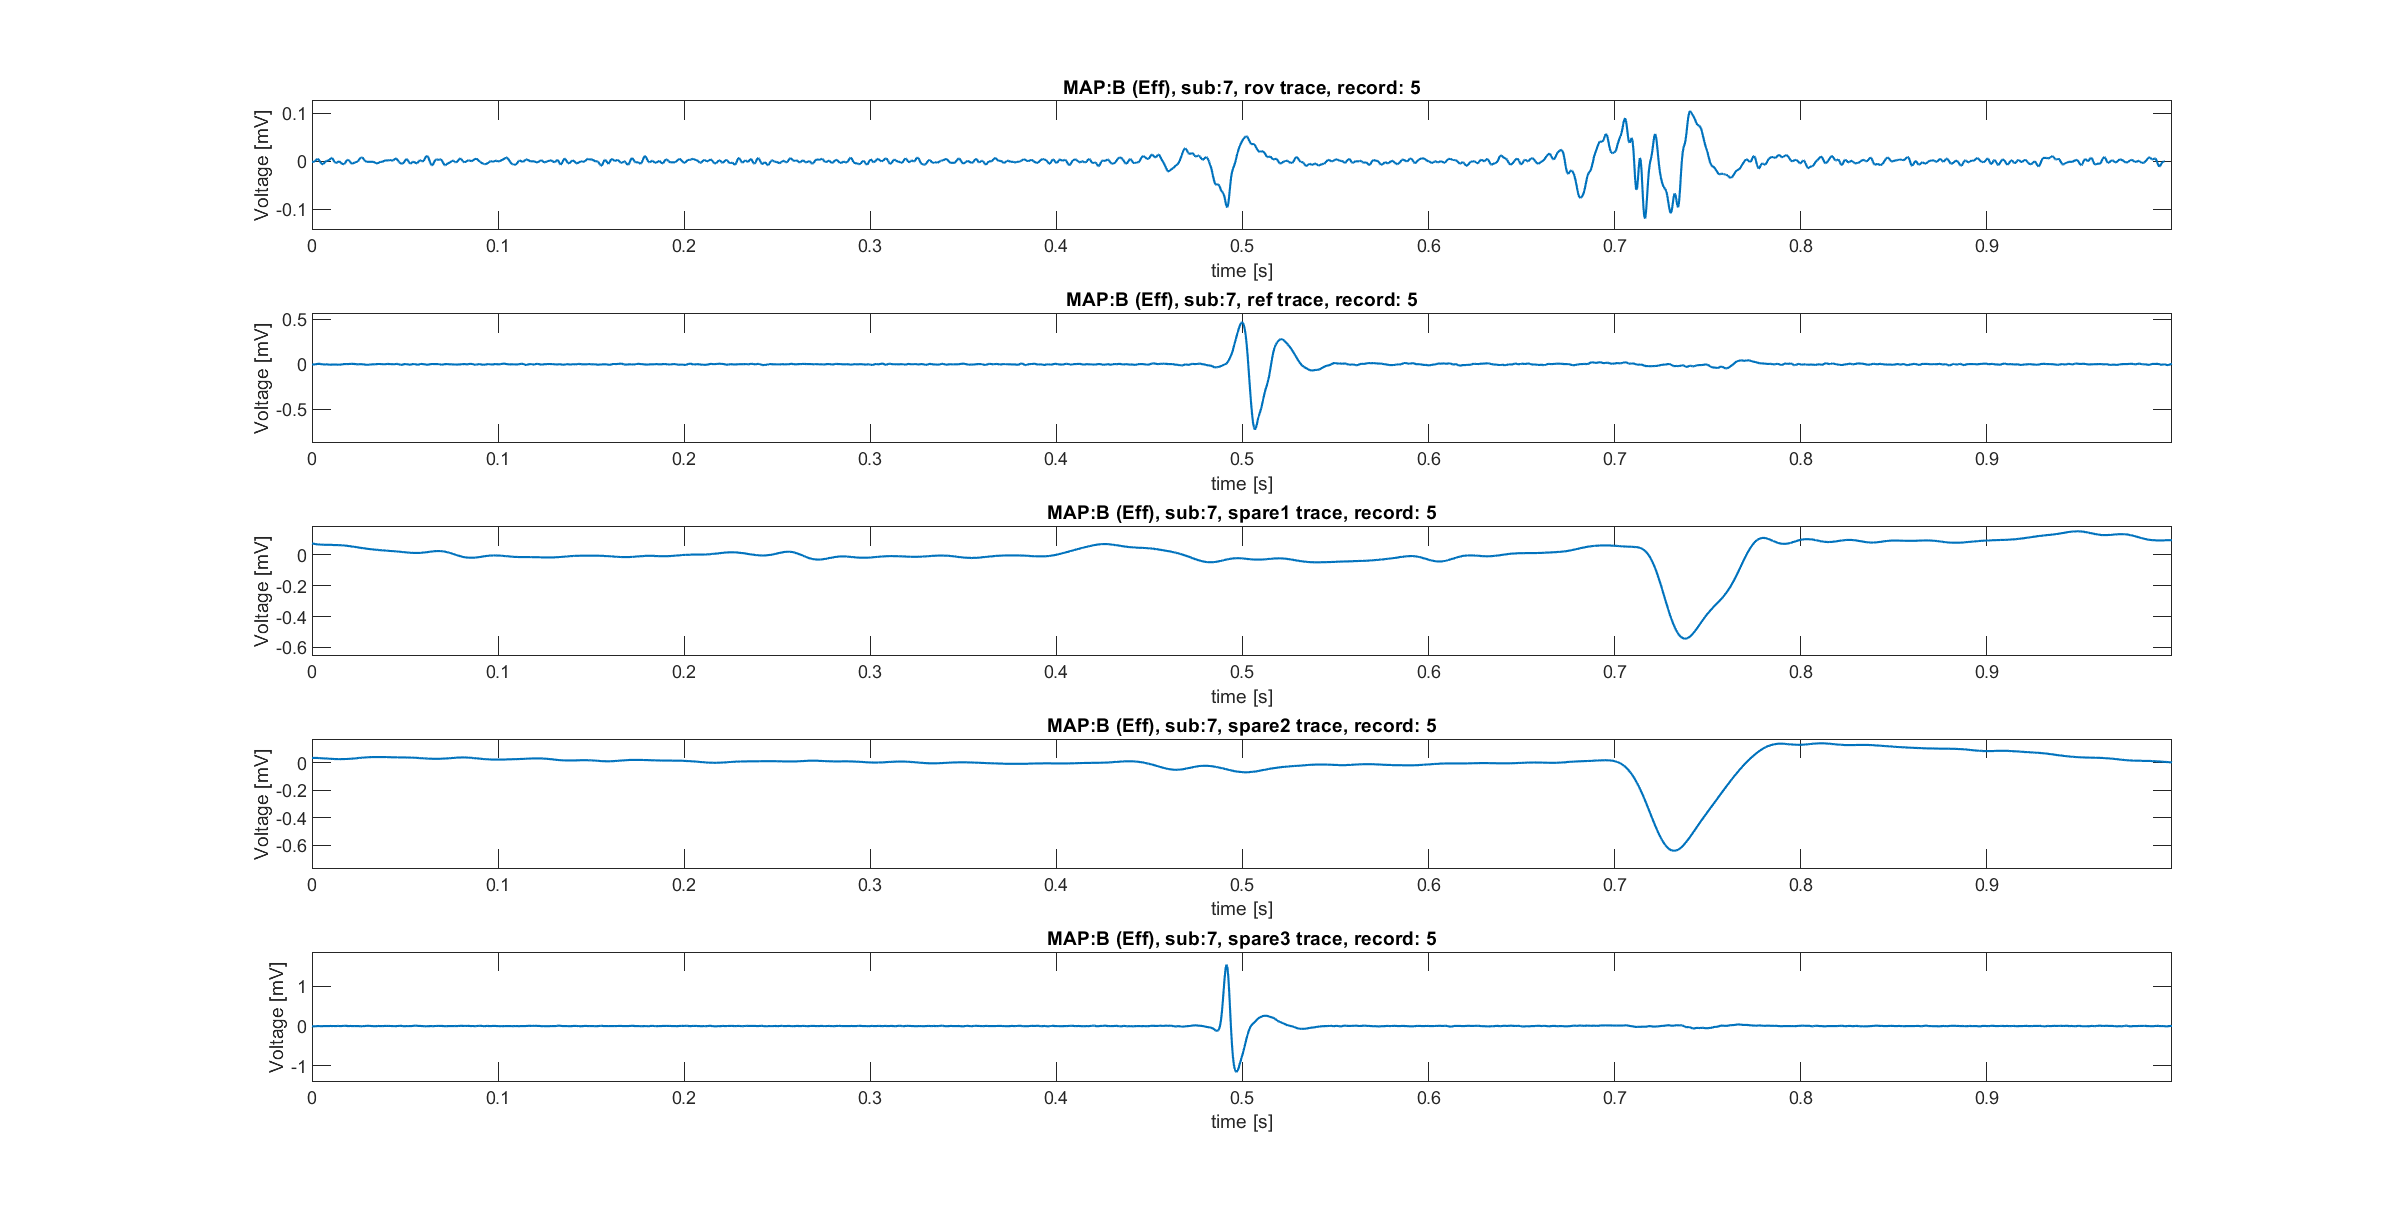 MAP:B (Eff), sub:7, rov trace, record: 5
Voltage [mV]
0.1
0
-0.1
0 0.1 0.2 0.3 0.4 0.5 0.6 0.7 0.8 0.9
time [s]
MAP:B (Eff), sub:7, ref trace, record: 5
Voltage [mV]
0.5
0
-0.5
0 0.1 0.2 0.3 0.4 0.5 0.6 0.7 0.8 0.9
time [s]
MAP:B (Eff), sub:7, spare1 trace, record: 5
Voltage [mV]
0
-0.2
-0.4
-0.6
0 0.1 0.2 0.3 0.4 0.5 0.6 0.7 0.8 0.9
time [s]
MAP:B (Eff), sub:7, spare2 trace, record: 5
Voltage [mV]
0
-0.2
-0.4
-0.6
0 0.1 0.2 0.3 0.4 0.5 0.6 0.7 0.8 0.9
time [s]
MAP:B (Eff), sub:7, spare3 trace, record: 5
Voltage [mV]
1
0
-1
0 0.1 0.2 0.3 0.4 0.5 0.6 0.7 0.8 0.9
time [s]